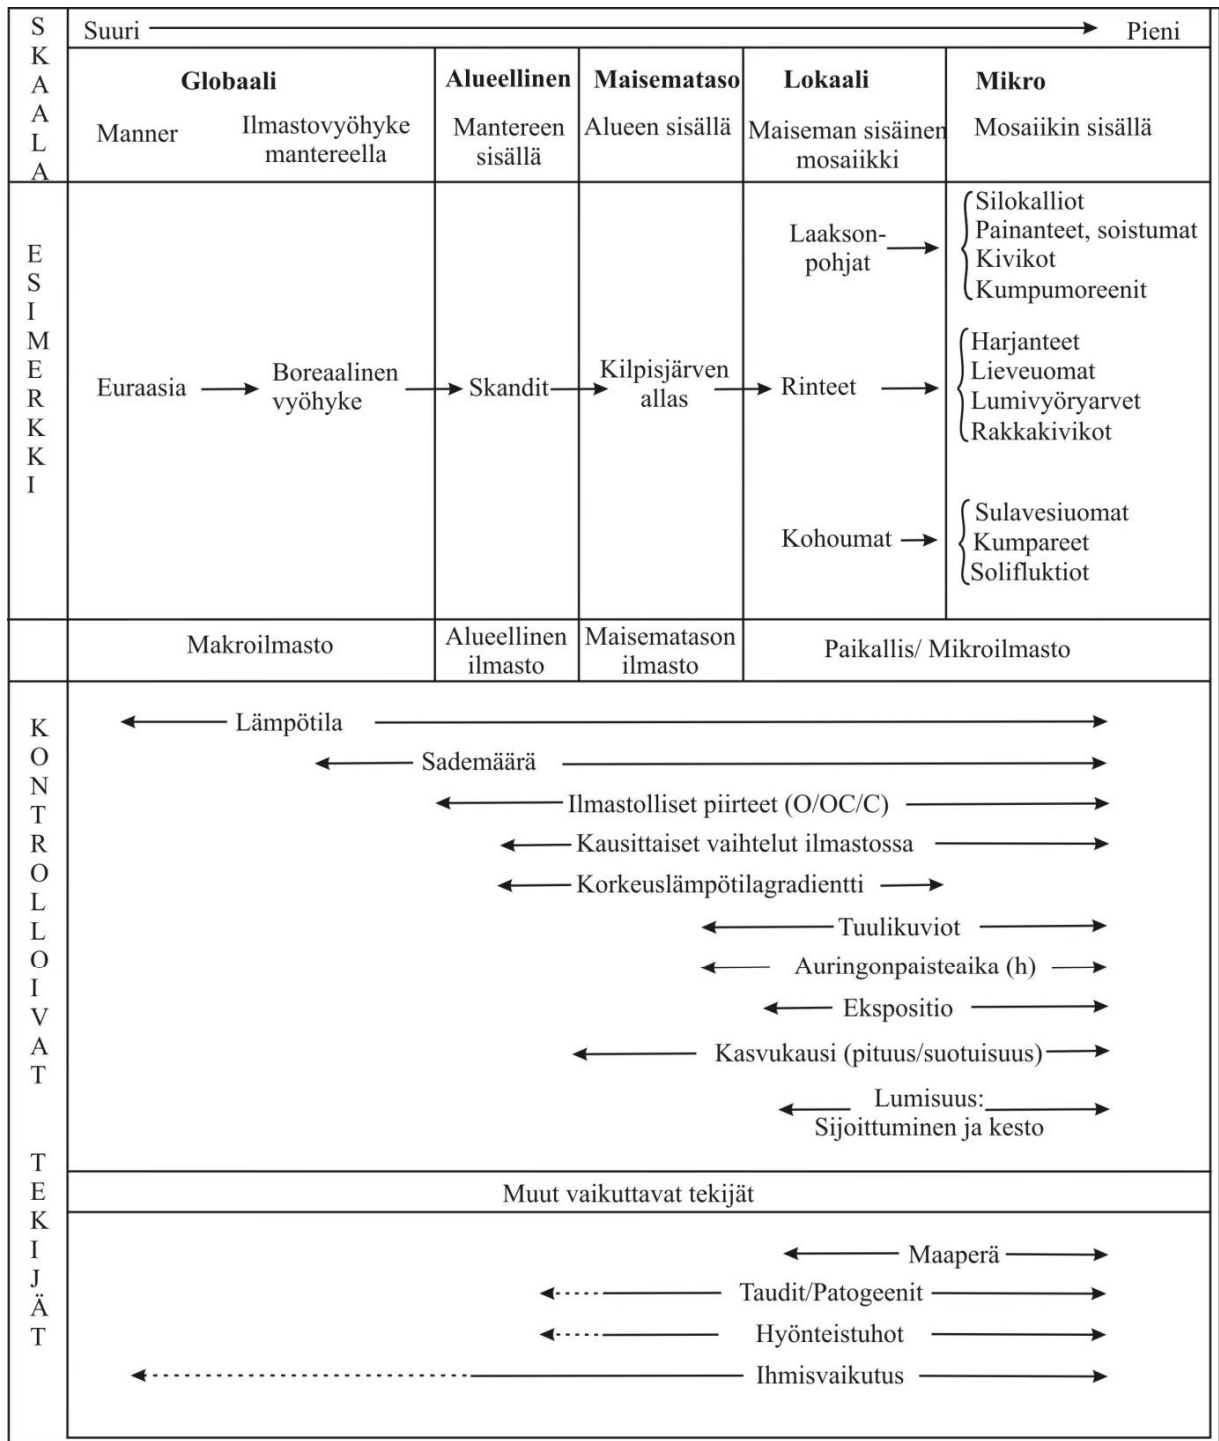 SKAALA
Suuri
Pieni
Globaali
Alueellinen
Maisemataso
Lokaali
Mikro
Manner
Ilmastovyöhyke
mantereella
Mantereen
sisällä
Alueen sisällä
Maiseman sisäinen
mosaiikki
Mosaiikin sisällä
ESIMERKKI
Euraasia
Boreaalinen
vyöhyke
Skandit
Kilpisjärven
allas
Laakson-
pohjat
Silokalliot
Painanteet, soistumat
Kivikot
Kumpumoreenit
Rinteet
Harjanteet
Lieveuomat
Lumivyöryarvet
Rakkakivikot
Kohoumat
Sulavesiuomat
Kumpareet
Solifluktiot
Makroilmasto
Alueellinen
ilmasto
Maisematason
ilmasto
Paikallis/ Mikroilmasto
KONTROLLOIVAT TEKIJÄT
Lämpötila
Sademäärä
Ilmastolliset piirteet (O/OC/C)
Kausittaiset vaihtelut ilmastossa
Korkeuslämpötilagradientti
Tuulikuviot
Auringonpaisteaika (h)
Ekspositio
Kasvukausi (pituus/suotuisuus)
Lumisuus:
Sijoittuminen ja kesto
Muut vaikuttavat tekijät
Maaperä
Taudit/Patogeenit
Hyönteistuhot
Ihmisvaikutus